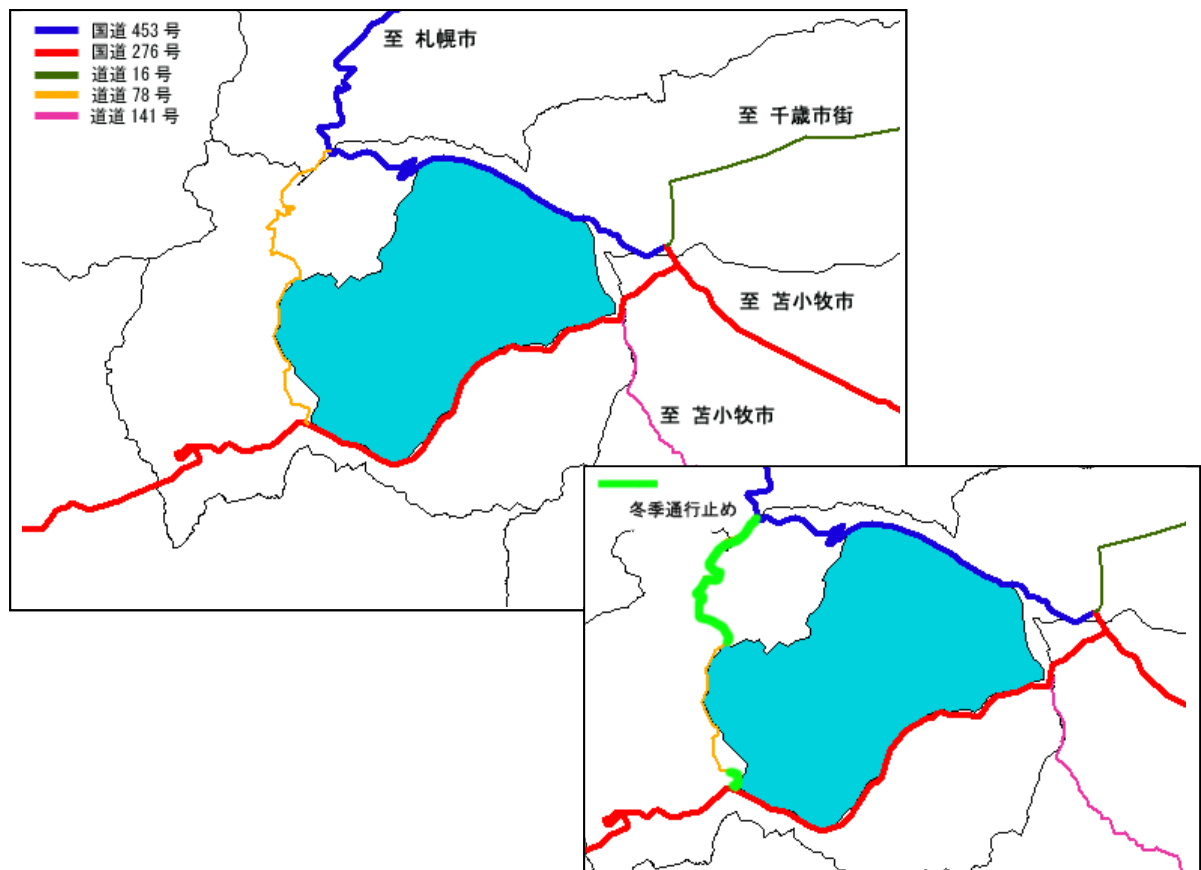 国道 453 号
国道 276 号
道道 16 号
道道 78 号
道道 141 号
至 札幌市
至 千歳市街
至 苫小牧市
至 苫小牧市
冬季通行止め